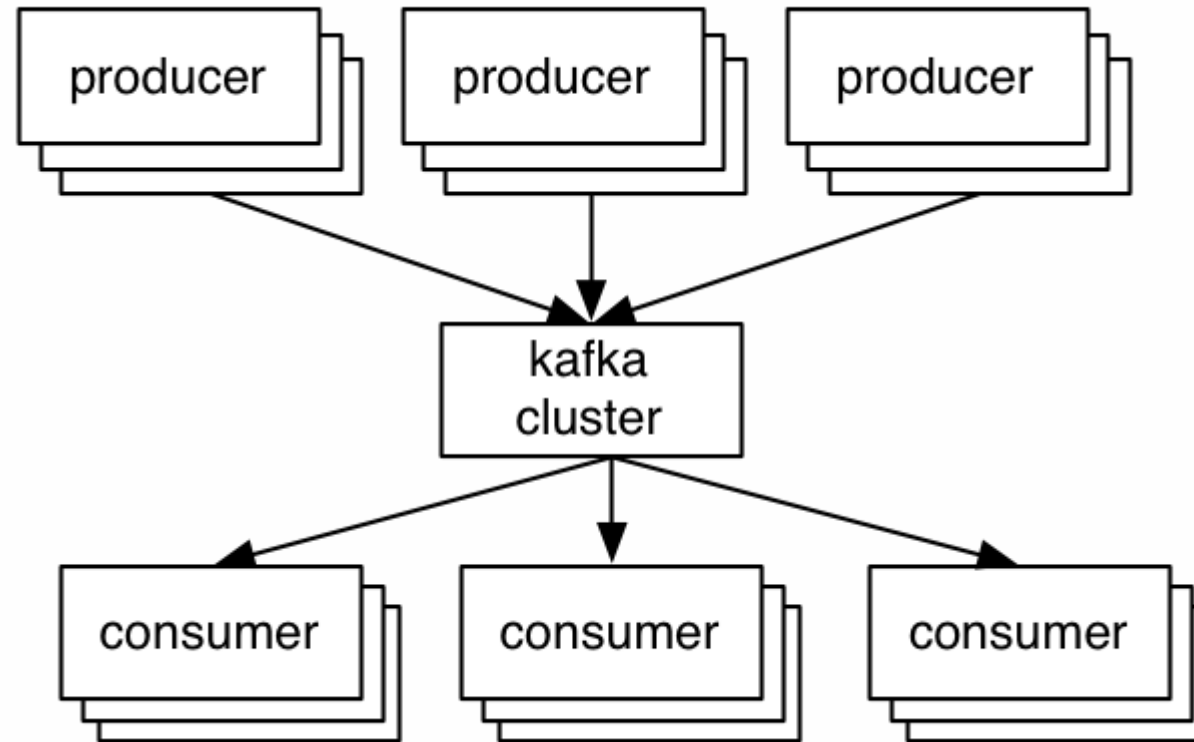 producer
producer
producer
kafka
cluster
consumer
consumer
consumer